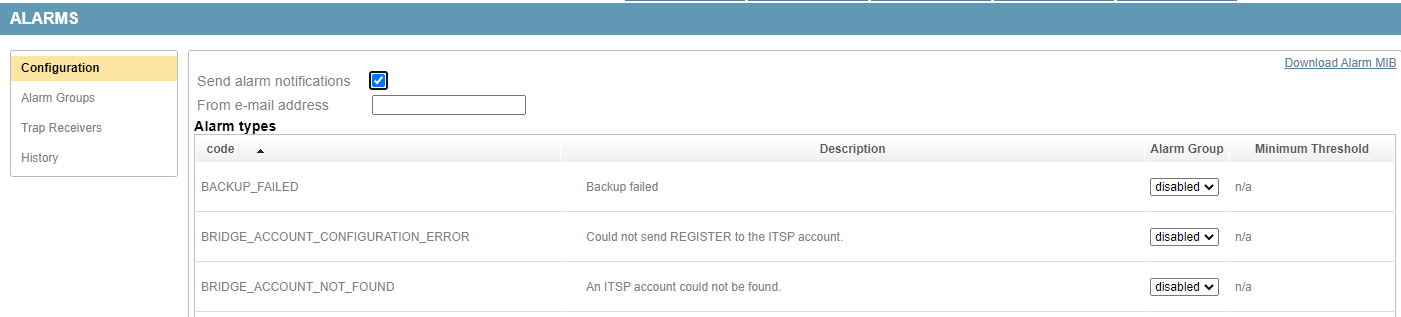 ALARMS
Configuration
Alarm Groups
Trap Receivers
History
Download Alarm MIB
Send alarm notifications
From e-mail address
Alarm types
code Description Alarm Group Minimum Threshold
BACKUP_FAILED Backup failed disabled n/a
BRIDGE_ACCOUNT_CONFIGURATION_ERROR Could not send REGISTER to the ITSP account. disabled n/a
BRIDGE_ACCOUNT_NOT_FOUND An ITSP account could not be found. disabled n/a